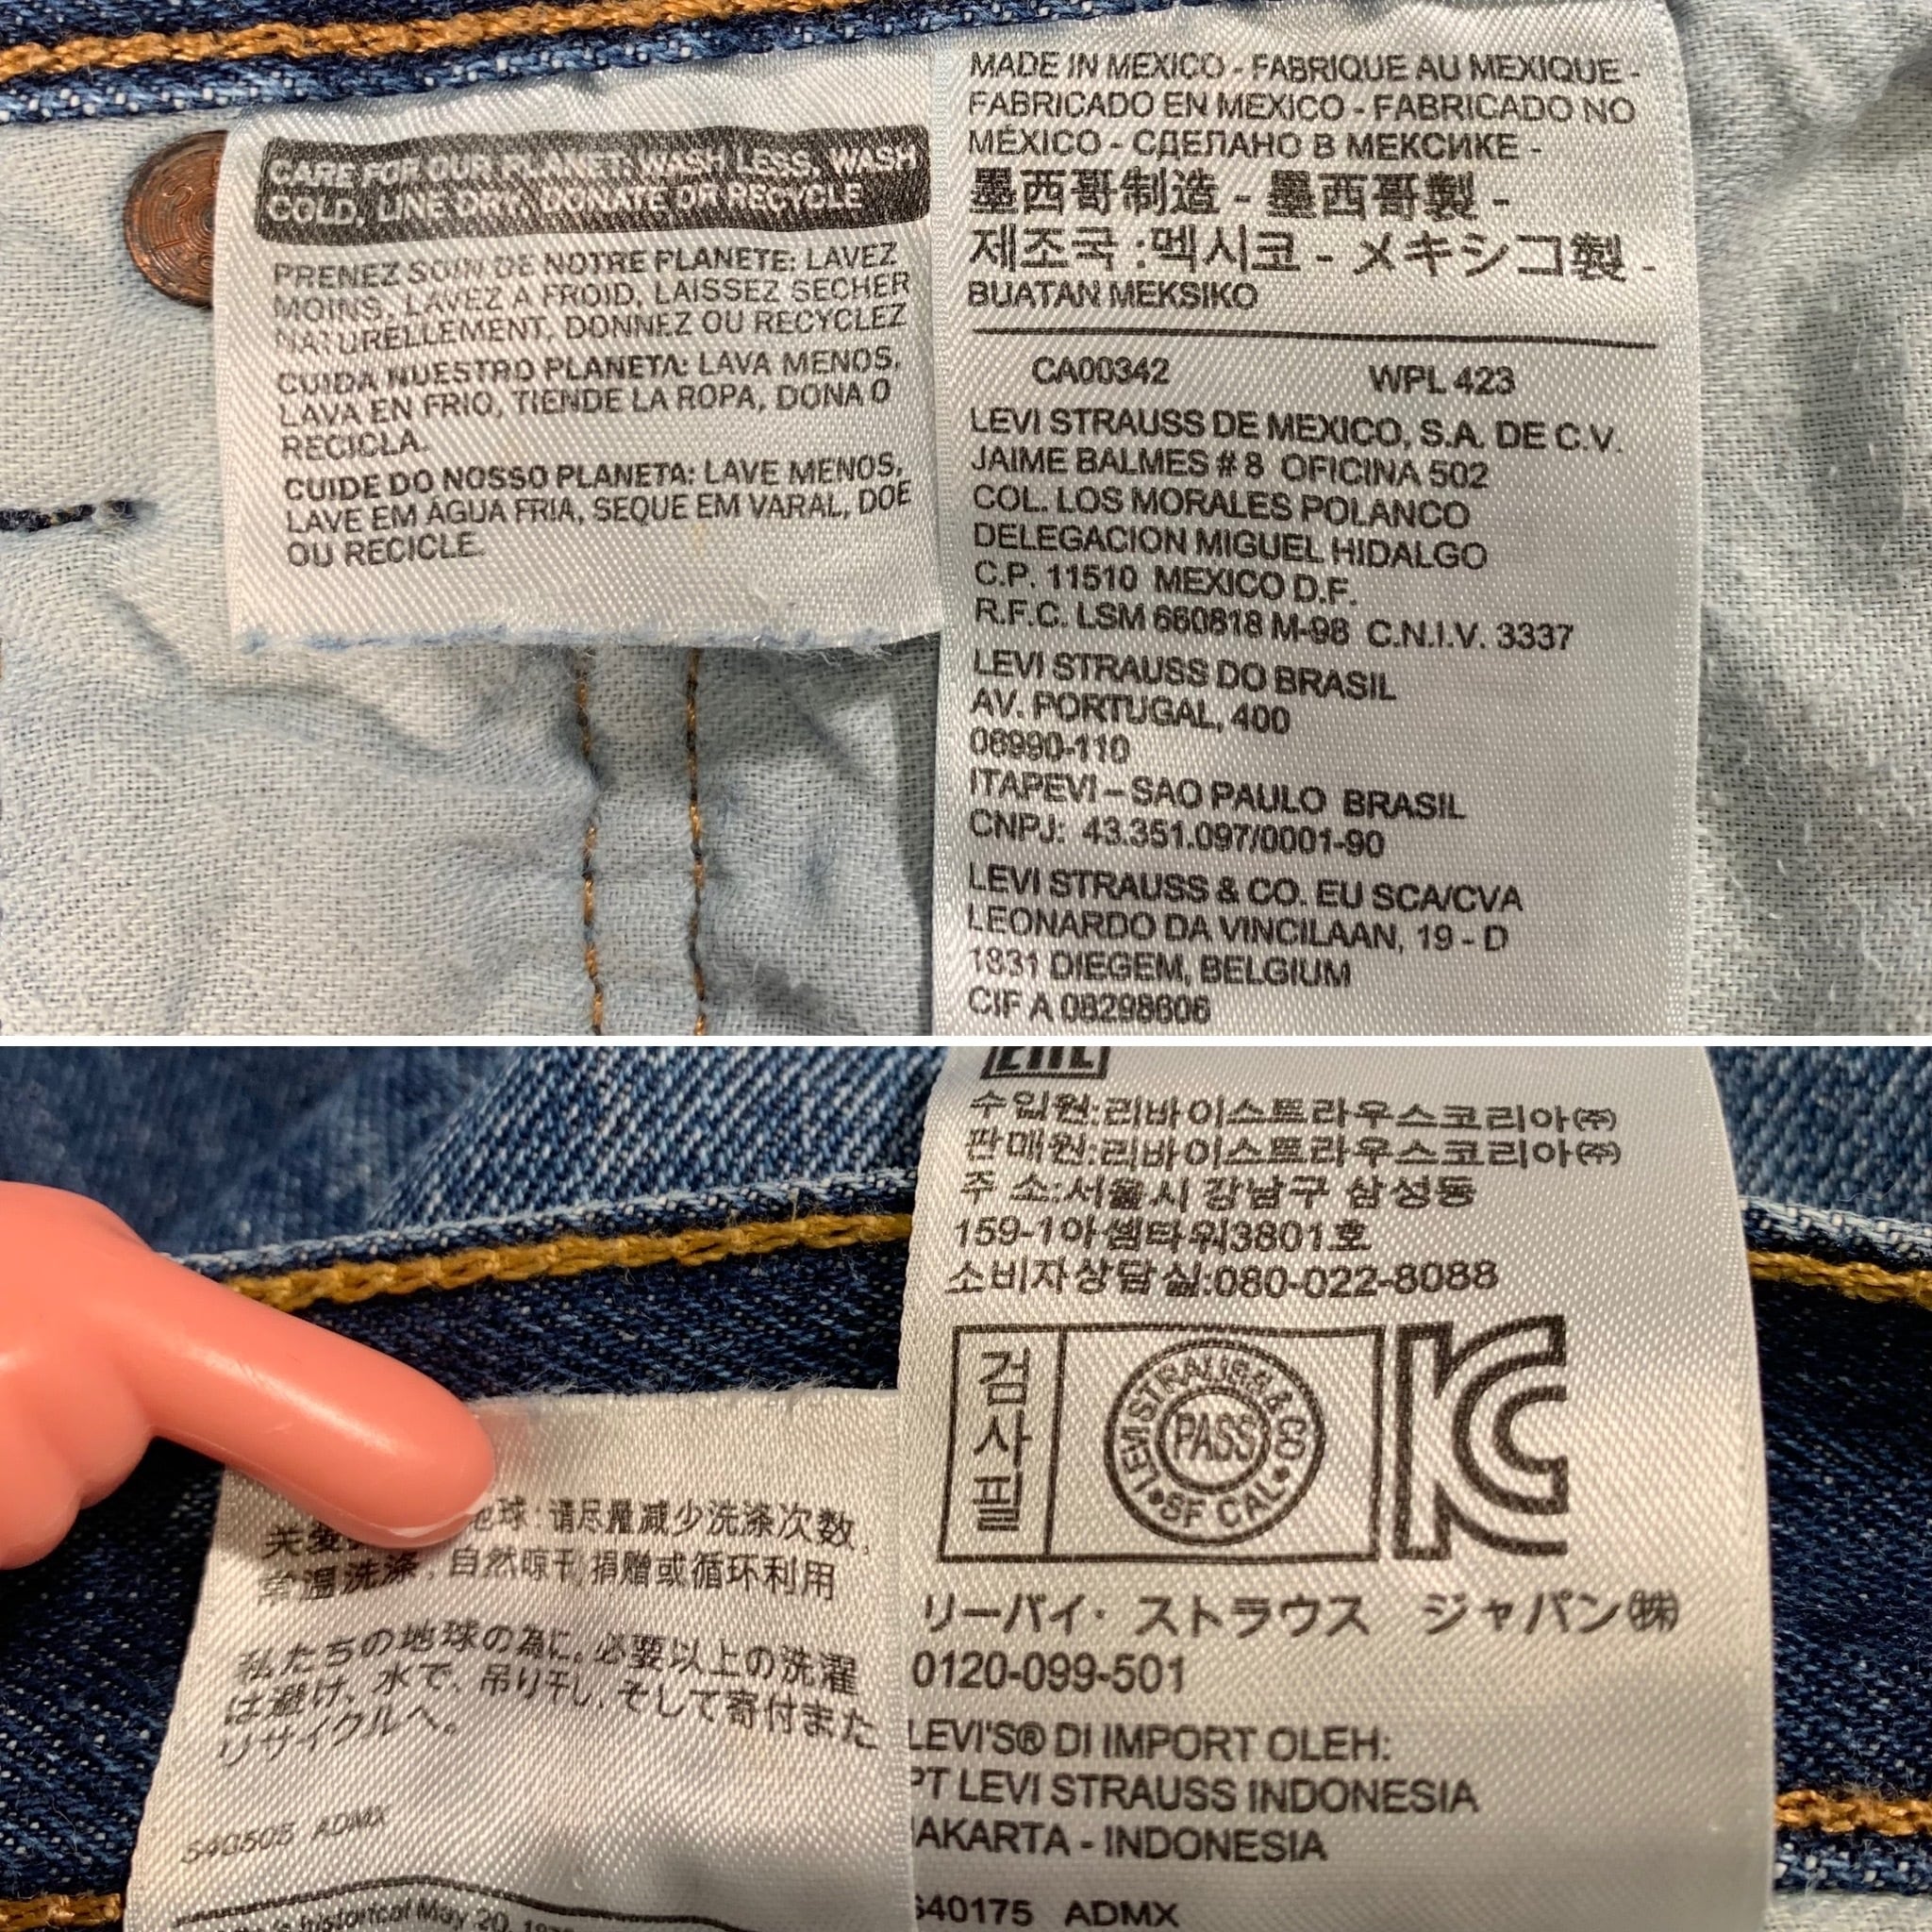 CARE FOR OUR PLANET: WASH LESS, WASH
COLD, LINE DRY, DONATE OR RECYCLE
PRENEZ SOIN DE NOTRE PLANETE: LAVEZ
MOINS, LAVEZ A FROID, LAISSEZ SECHER
NATURELLEMENT, DONNEZ OU RECYCLEZ
CUIDA NUESTRO PLANETA: LAVA MENOS,
LAVA EN FRIO, TIENDE LA ROPA, DONA O
RECICLA.
CUIDE DO NOSSO PLANETA: LAVE MENOS,
LAVE EM ÁGUA FRIA, SEQUE EM VARAL, DOE
OU RECICLE.
MADE IN MEXICO - FABRIQUE AU MEXIQUE -
FABRICADO EN MEXICO - FABRICADO NO
MÉXICO - СДЕЛАНО В МЕКСИКЕ -
墨西哥制造 - 墨西哥製 -
제조국 :멕시코 - メキシコ製 -
BUATAN MEKSIKO
CA00342 WPL 423
LEVI STRAUSS DE MEXICO, S.A. DE C.V.
JAIME BALMES # 8 OFICINA 502
COL. LOS MORALES POLANCO
DELEGACION MIGUEL HIDALGO
C.P. 11510 MEXICO D.F.
R.F.C. LSM 660818 M-98 C.N.I.V. 3337
LEVI STRAUSS DO BRASIL
AV. PORTUGAL, 400
06990-110
ITAPEVI – SAO PAULO BRASIL
CNPJ: 43.351.097/0001-90
LEVI STRAUSS & CO. EU SCA/CVA
LEONARDO DA VINCILAAN, 19 - D
1831 DIEGEM, BELGIUM
CIF A 08298606
수입원:리바이스트라우스코리아㈜
판매원:리바이스트라우스코리아㈜
주 소:서울시 강남구 삼성동
159-1아셈타워3801호
소비자상담실:080-022-8088
검사필
LEVI STRAUSS & CO
PASS
SF CAL
KC
リーバイ・ストラウス ジャパン㈱
0120-099-501
LEVI'S® DI IMPORT OLEH:
PT LEVI STRAUSS INDONESIA
JAKARTA - INDONESIA
S40175 ADMX
关爱 地球:请尽量减少洗涤次数,
常温洗涤,自然晾干,捐赠或循环利用
私たちの地球の為に, 必要以上の洗濯
は避け、水で、吊り干し、そして寄付また
リサイクルへ。
S40505 ADMX
historical May 20,